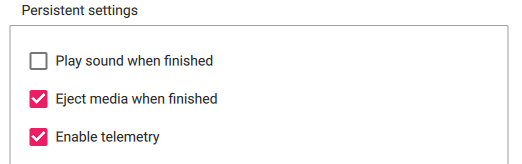 Persistent settings
Play sound when finished
Eject media when finished
Enable telemetry